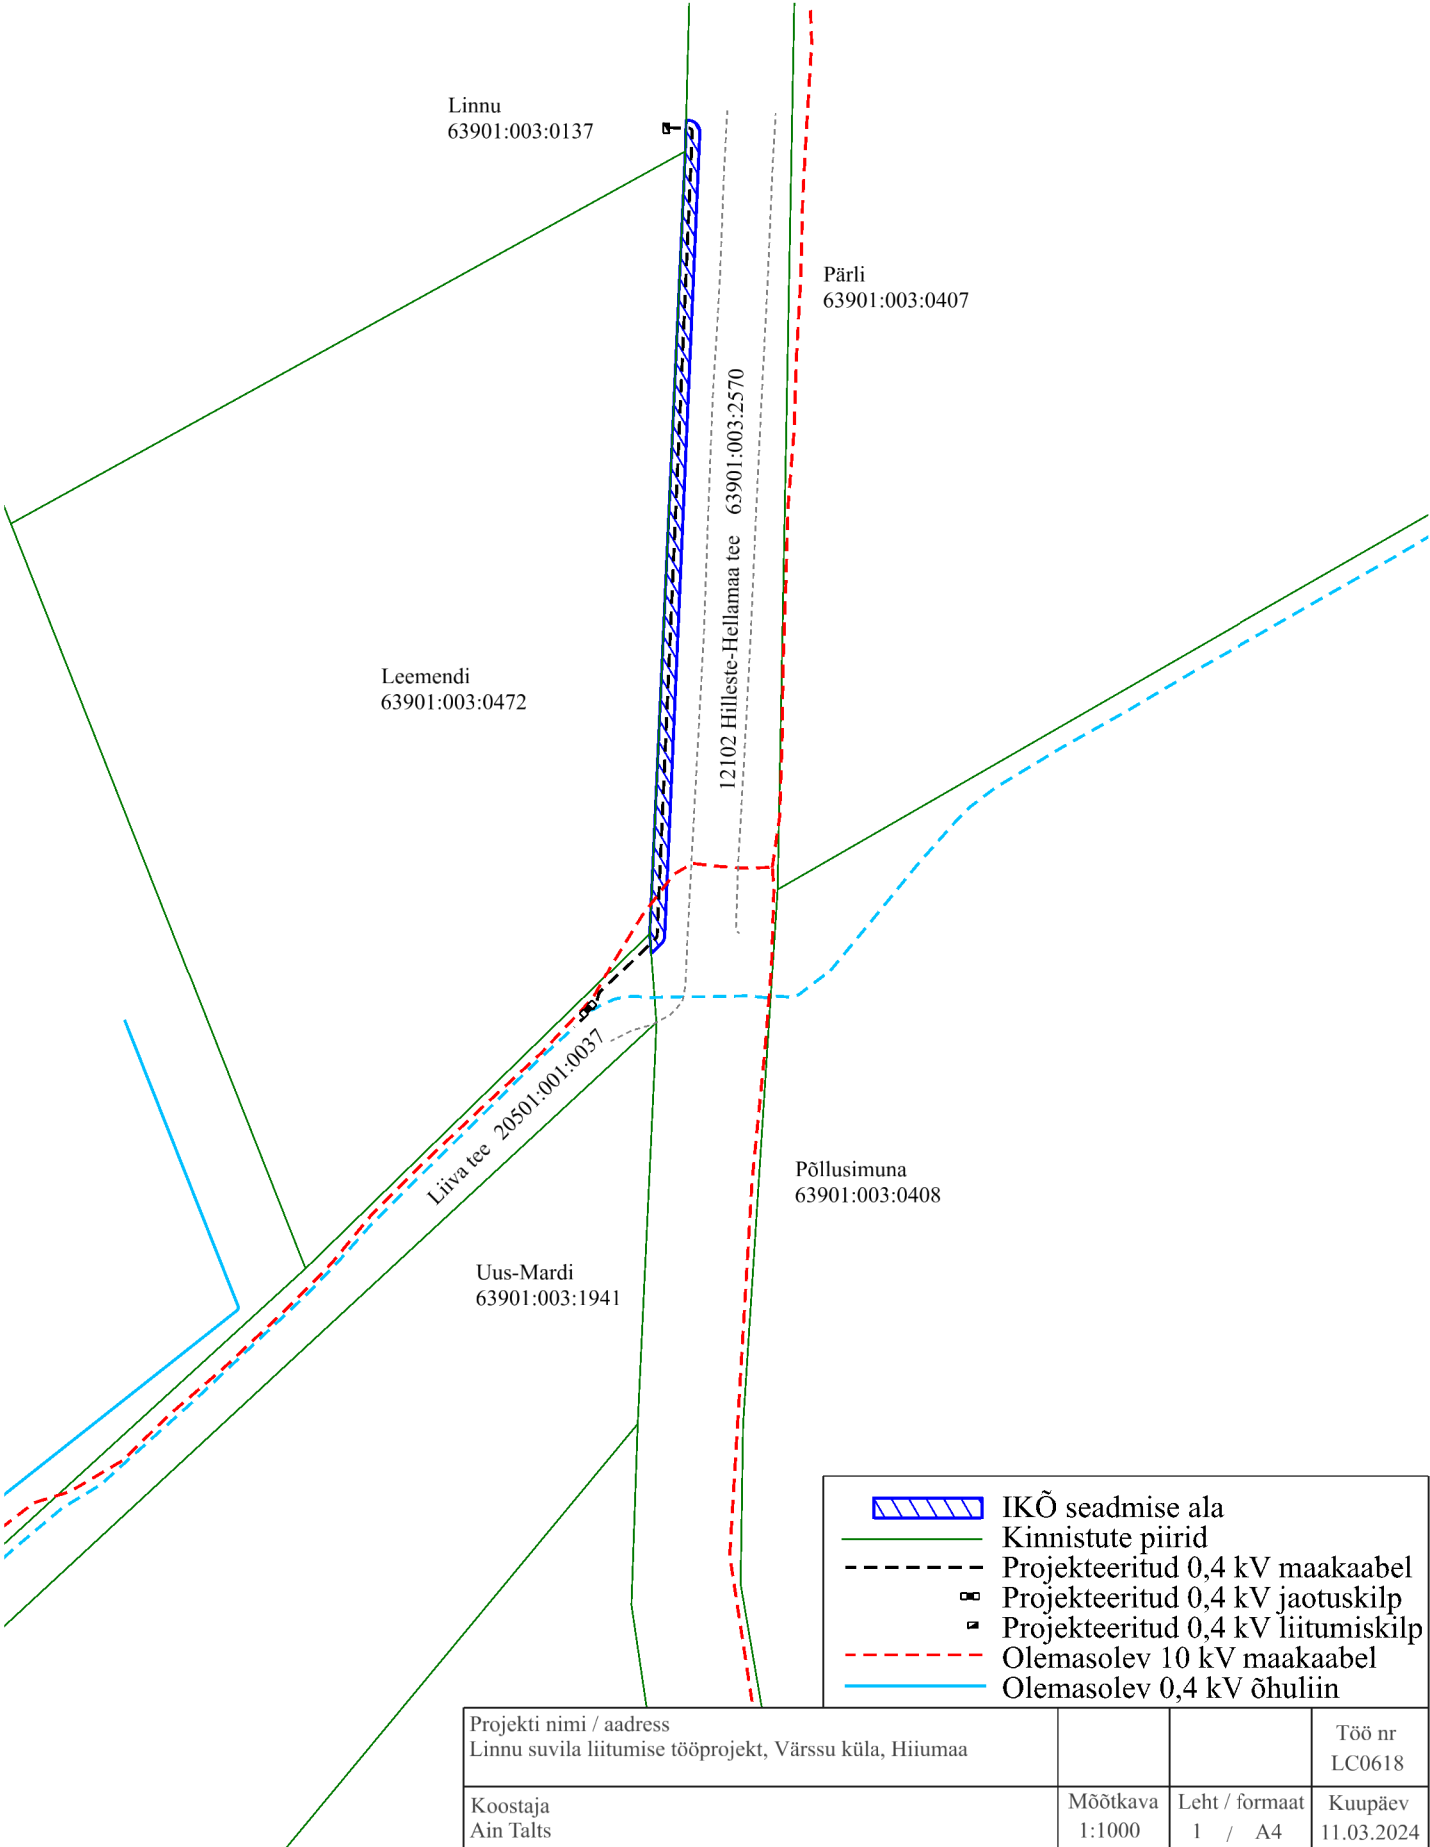 Linnu
63901:003:0137
Pärli
63901:003:0407
12102 Hilleste-Hellamaa tee 63901:003:2570
Leemendi
63901:003:0472
Liiva tee 20501:001:0037
Põllusimuna
63901:003:0408
Uus-Mardi
63901:003:1941
IKÕ seadmise ala
Kinnistute piirid
Projekteeritud 0,4 kV maakaabel
Projekteeritud 0,4 kV jaotuskilp
Projekteeritud 0,4 kV liitumiskilp
Olemasolev 10 kV maakaabel
Olemasolev 0,4 kV õhuliin
Projekti nimi / aadress
Linnu suvila liitumise tööprojekt, Värssu küla, Hiiumaa
Töö nr
LC0618
Koostaja
Ain Talts
Mõõtkava
1:1000
Leht / formaat
1 / A4
Kuupäev
11.03.2024